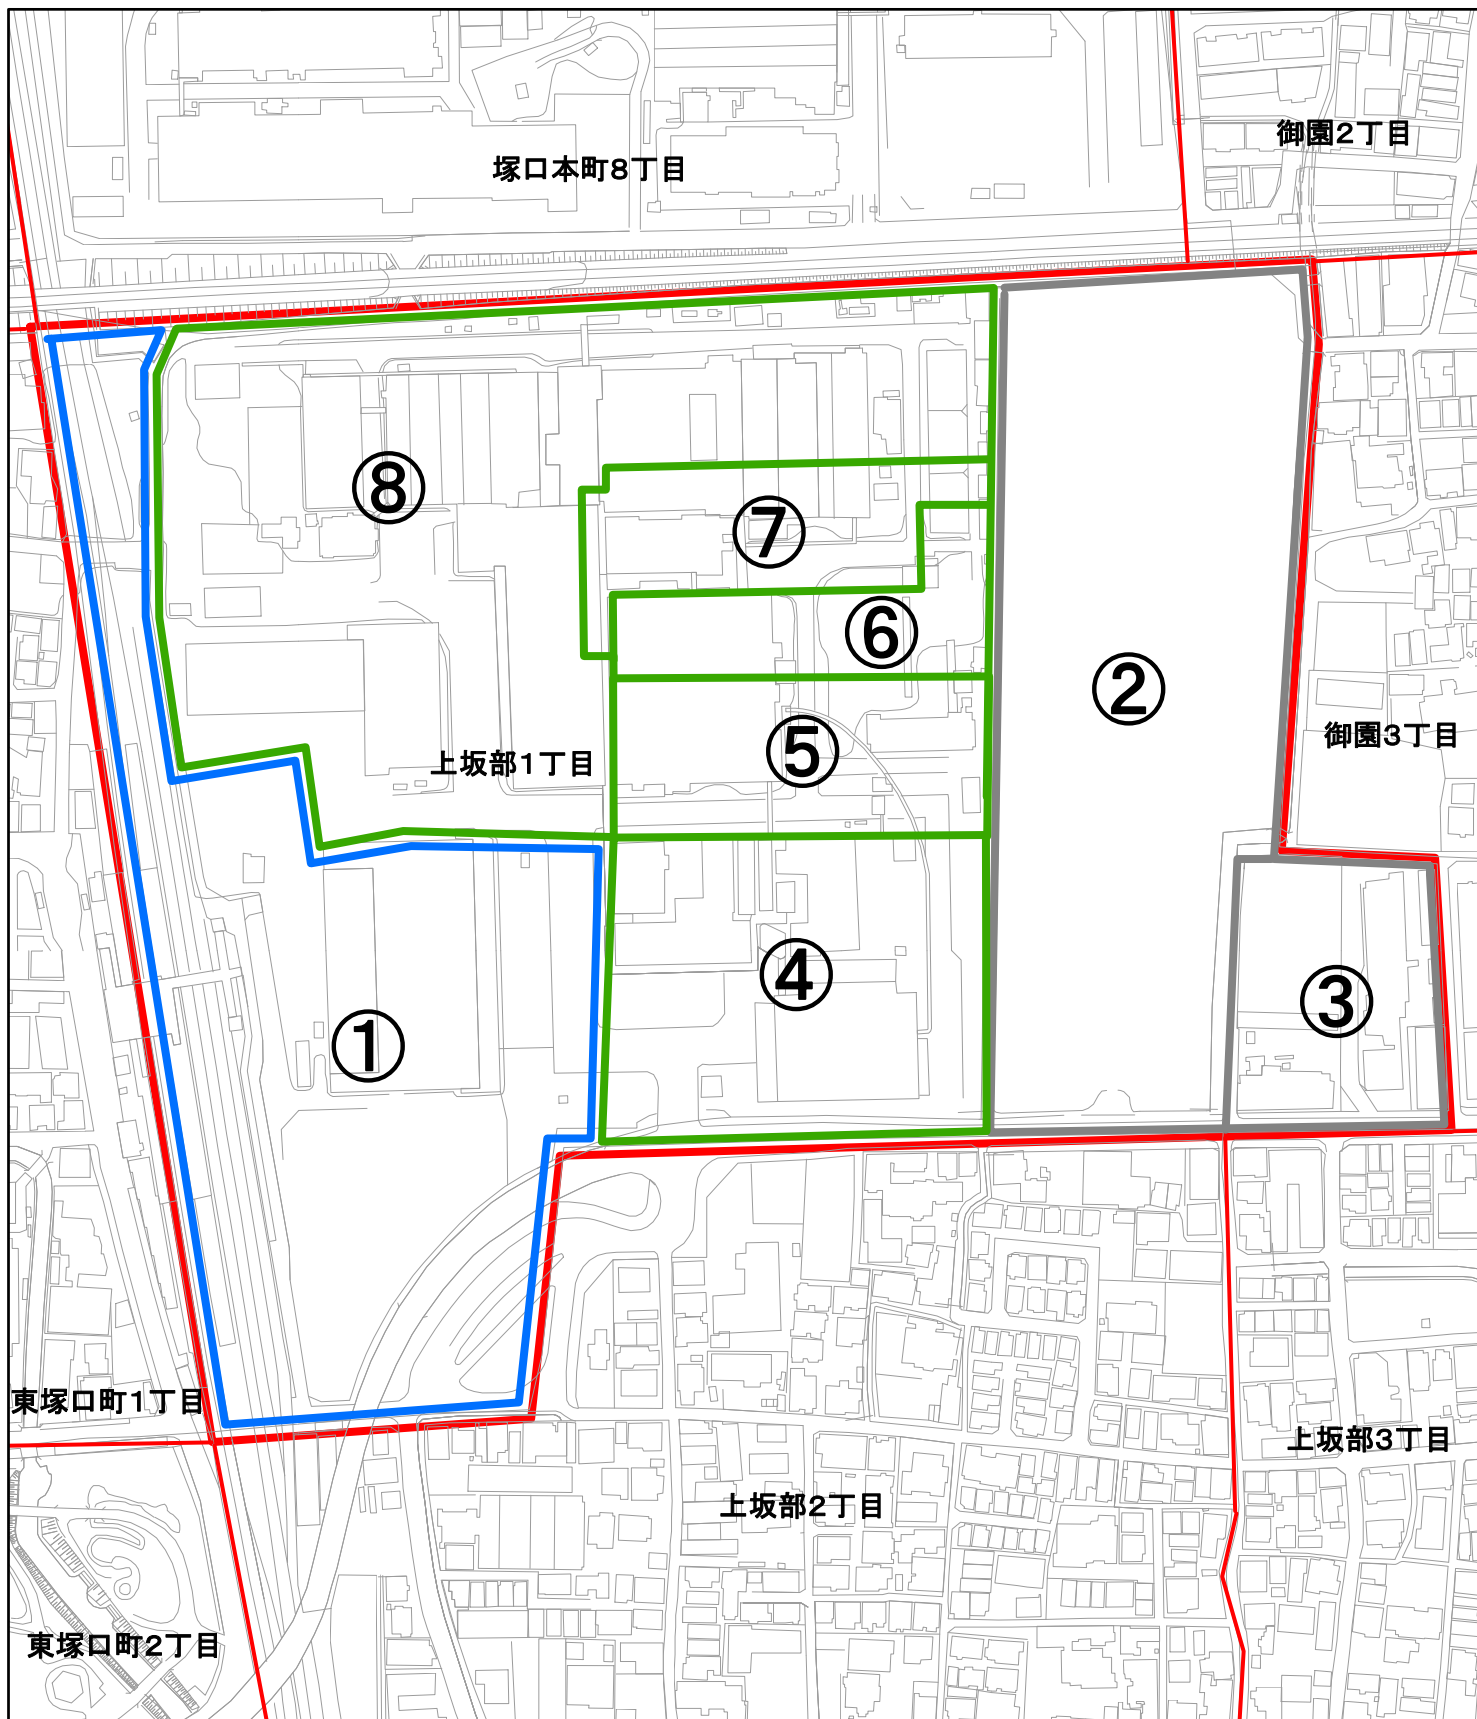 御園2丁目
塚口本町8丁目
⑧
⑦
⑥
②
御園3丁目
⑤
上坂部1丁目
④
③
①
東塚口町1丁目
上坂部3丁目
上坂部2丁目
東塚口町2丁目